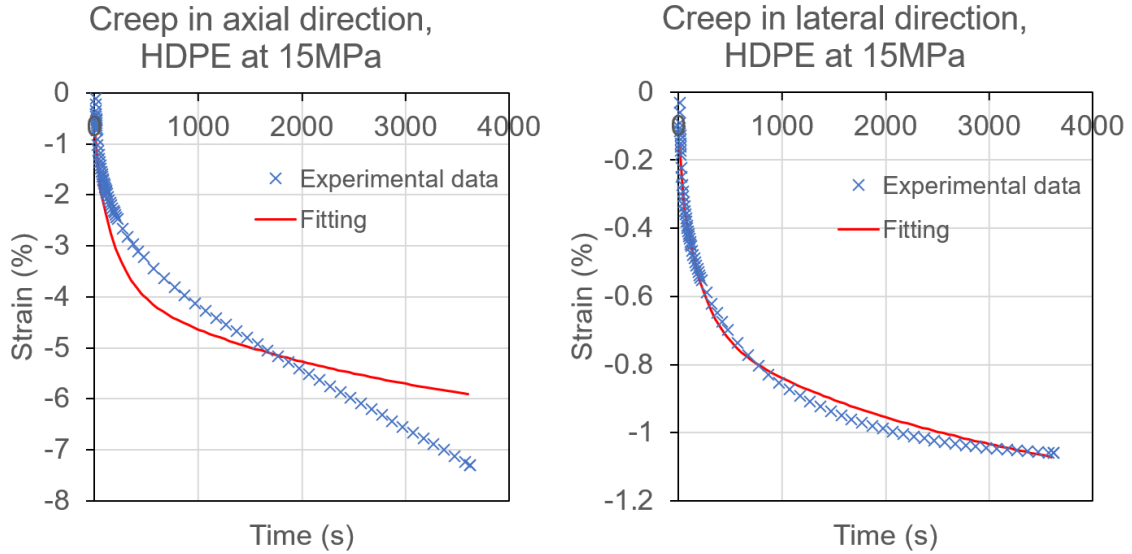 Creep in axial direction,
HDPE at 15MPa
0
-1
-2
-3
-4
-5
-6
-7
-8
0
1000
2000
3000
4000
Experimental data
Fitting
Strain (%)
Time (s)
Creep in lateral direction,
HDPE at 15MPa
0
-0.2
-0.4
-0.6
-0.8
-1
-1.2
0
1000
2000
3000
4000
Experimental data
Fitting
Strain (%)
Time (s)